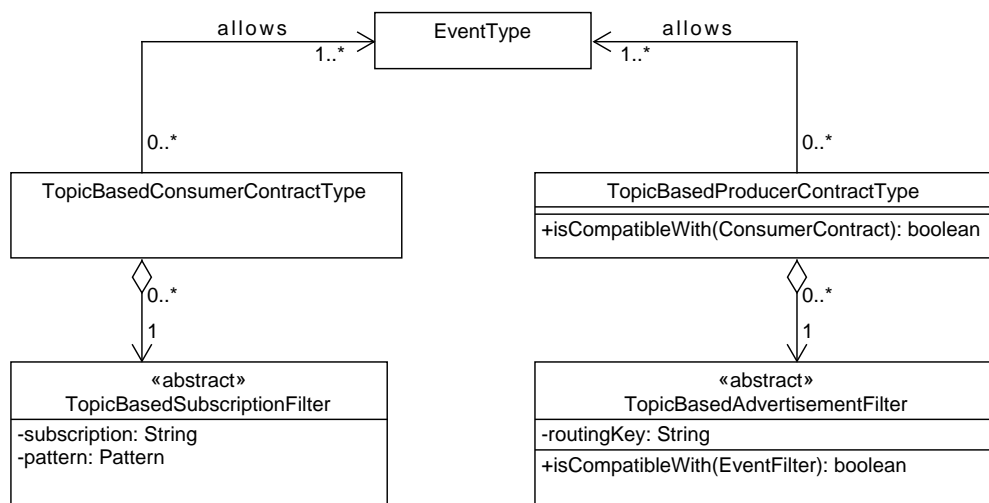 allows
EventType
allows
1..*
1..*
0..*
0..*
TopicBasedConsumerContractType
TopicBasedProducerContractType
+isCompatibleWith(ConsumerContract): boolean
0..*
0..*
1
1
«abstract»
TopicBasedSubscriptionFilter
-subscription: String
-pattern: Pattern
«abstract»
TopicBasedAdvertisementFilter
-routingKey: String
+isCompatibleWith(EventFilter): boolean